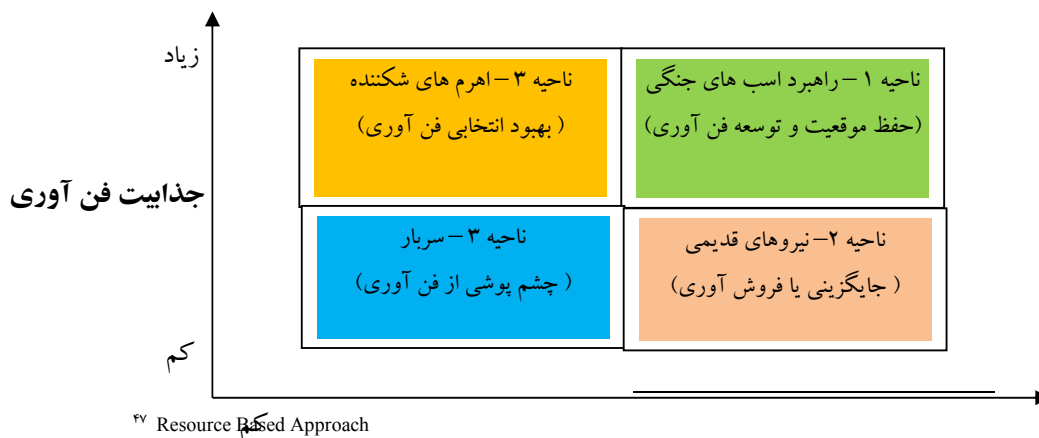 زیاد
ناحیه ۱ – راهبرد اسب های جنگی
(حفظ موقعیت و توسعه فن آوری)
ناحیه ۳ – اهرم های شکننده
( بهبود انتخابی فن آوری)
جذابیت فن آوری
ناحیه ۲– نیروهای قدیمی
( جایگزینی یا فروش آوری)
ناحیه ۳ – سربار
( چشم پوشی از فن آوری)
کم
کم
۴۷ Resource Based Approach